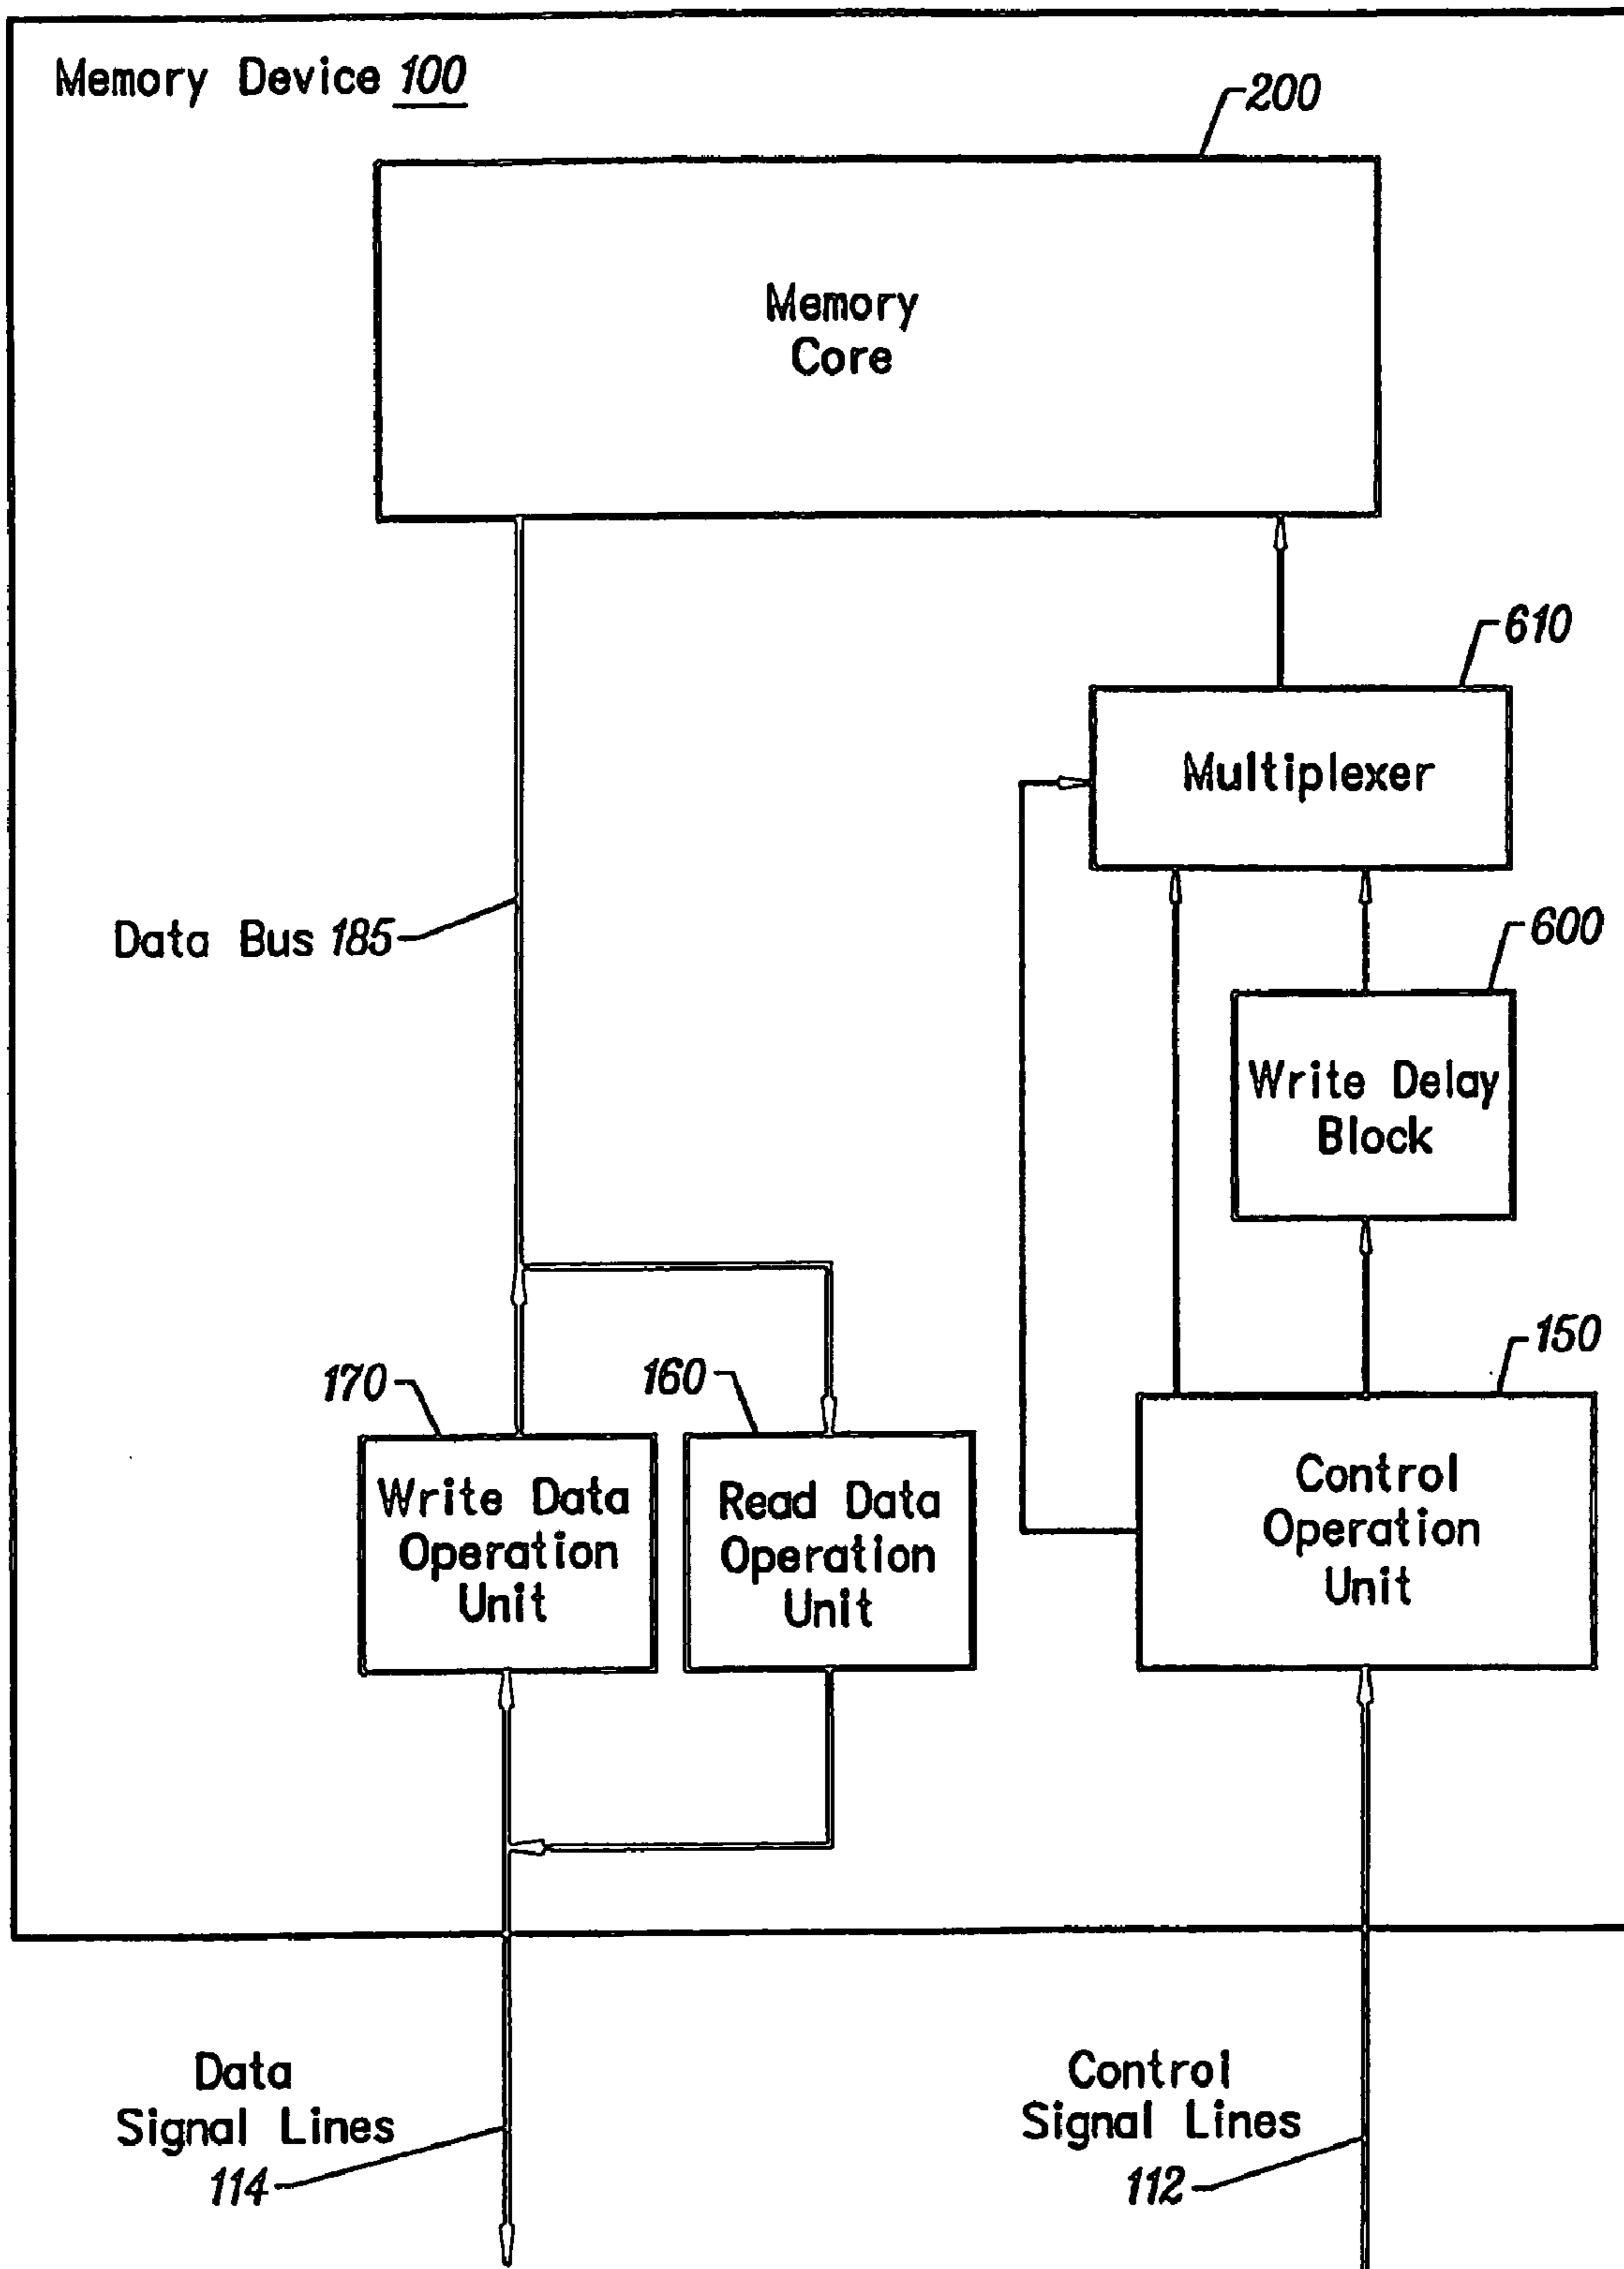 Memory Device 100
200
Memory
Core
610
Multiplexer
Data Bus 185
600
Write Delay
Block
150
170
160
Write Data
Operation
Unit
Read Data
Operation
Unit
Control
Operation
Unit
Data
Signal Lines
114
Control
Signal Lines
112